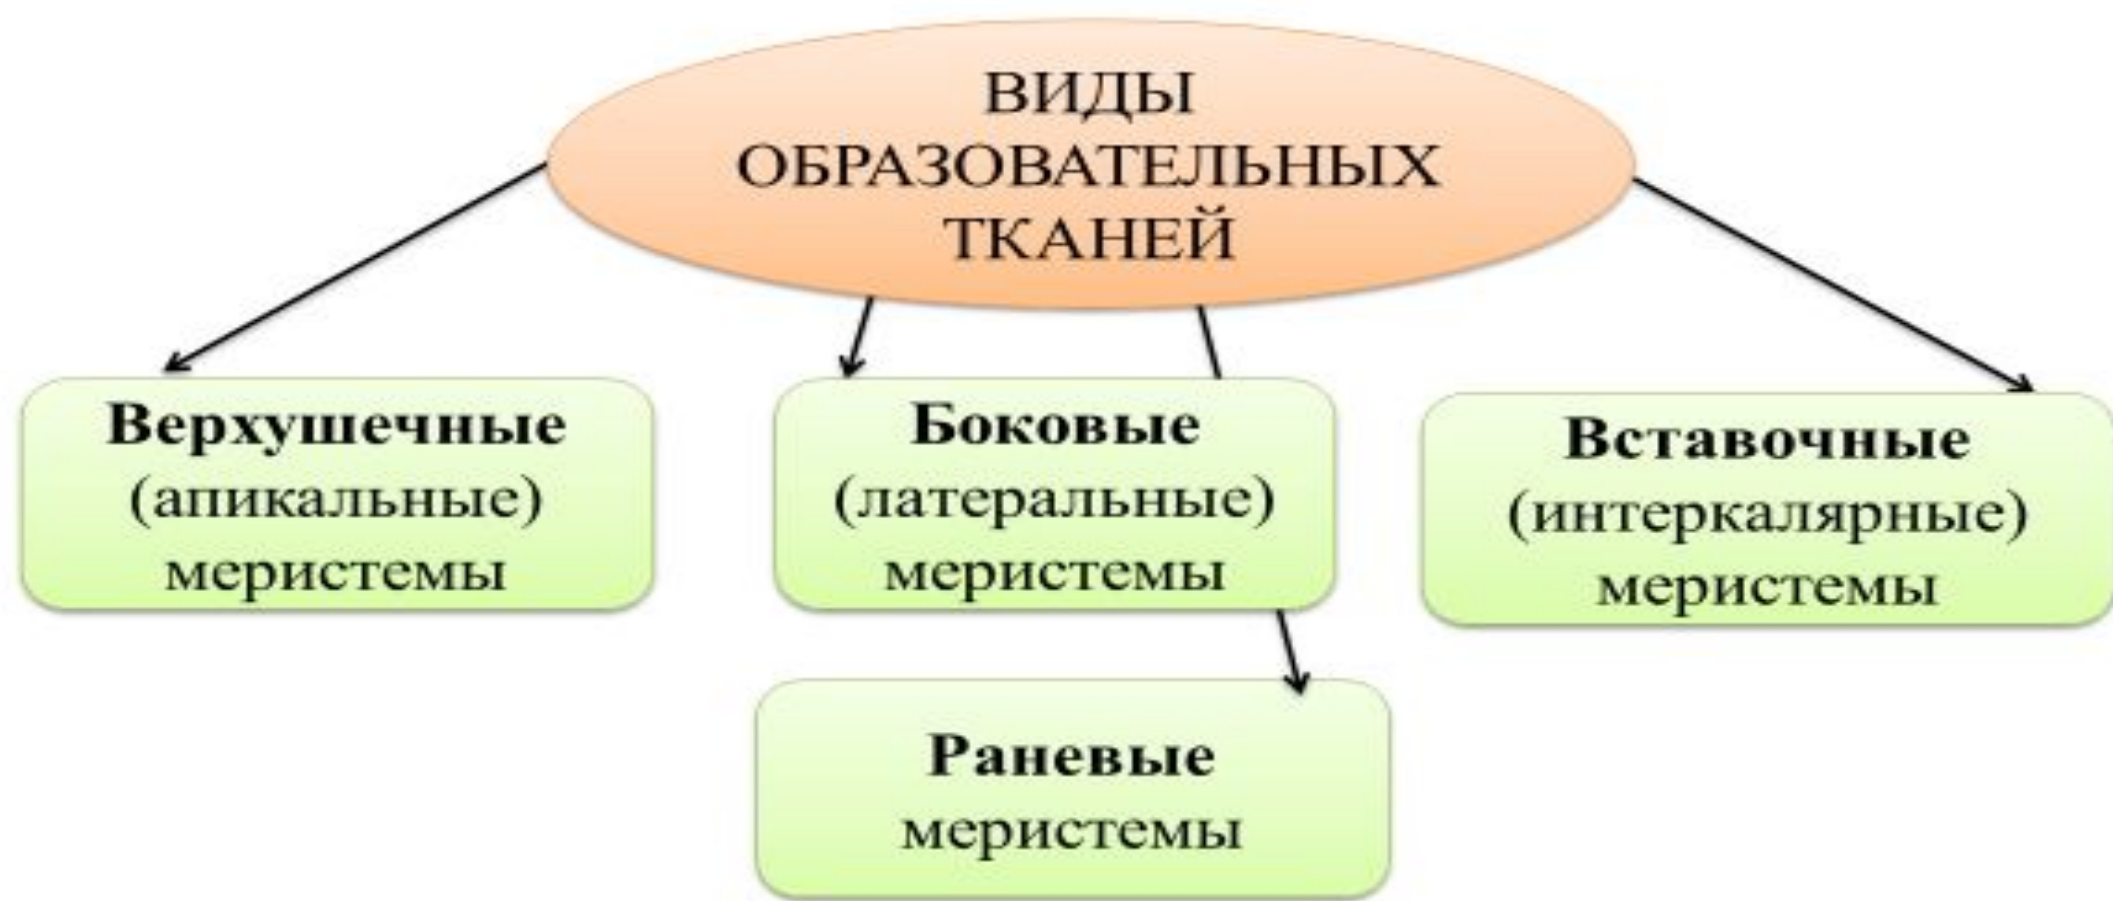 ВИДЫ
ОБРАЗОВАТЕЛЬНЫХ
ТКАНЕЙ
Верхушечные
(апикальные)
меристемы
Боковые
(латеральные)
меристемы
Вставочные
(интеркалярные)
меристемы
Раневые
меристемы